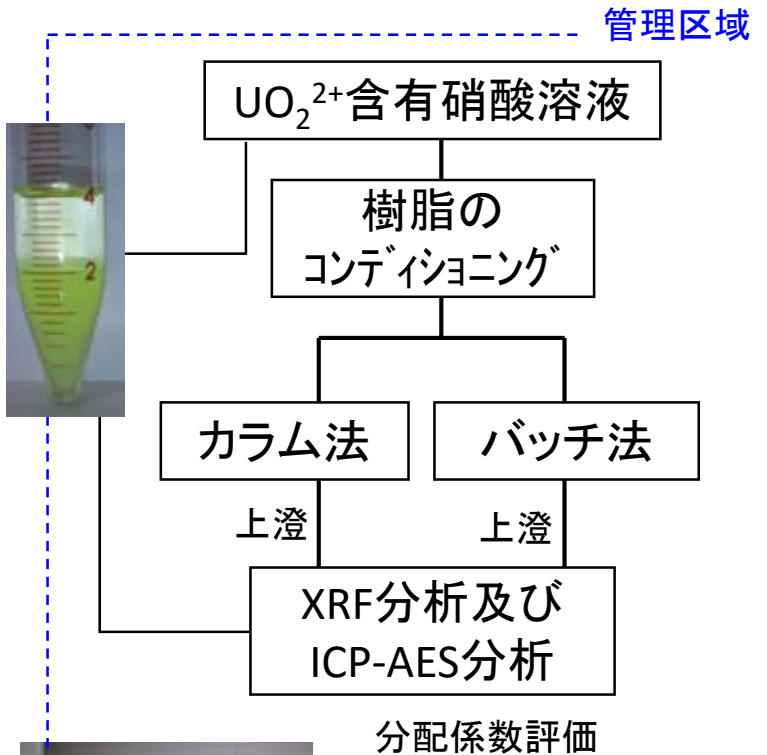 管理区域
UO₂²⁺含有硝酸溶液
樹脂の
コンディショニング
4
2
カラム法
バッチ法
上澄
上澄
XRF分析及び
ICP-AES分析
分配係数評価